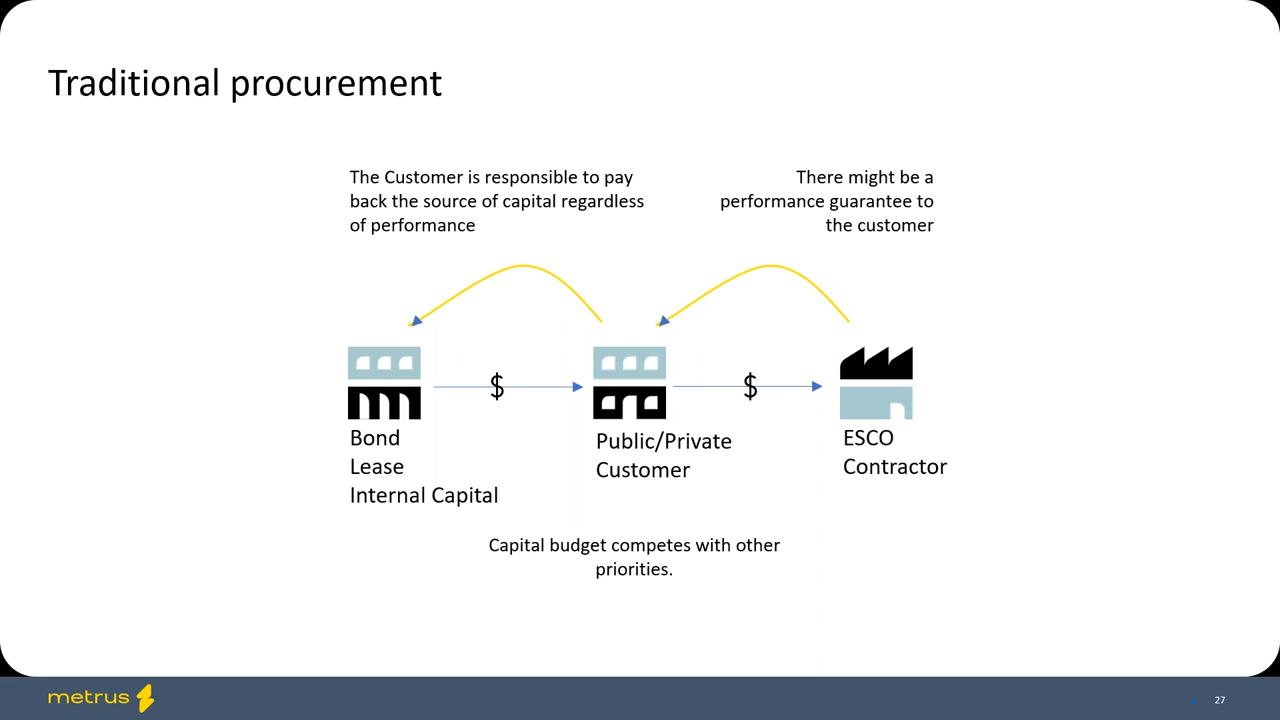 Traditional procurement
The Customer is responsible to pay
back the source of capital regardless
of performance
There might be a
performance guarantee to
the customer
$
$
Bond
Lease
Internal Capital
Public/Private
Customer
ESCO
Contractor
Capital budget competes with other
priorities.
metrus
27